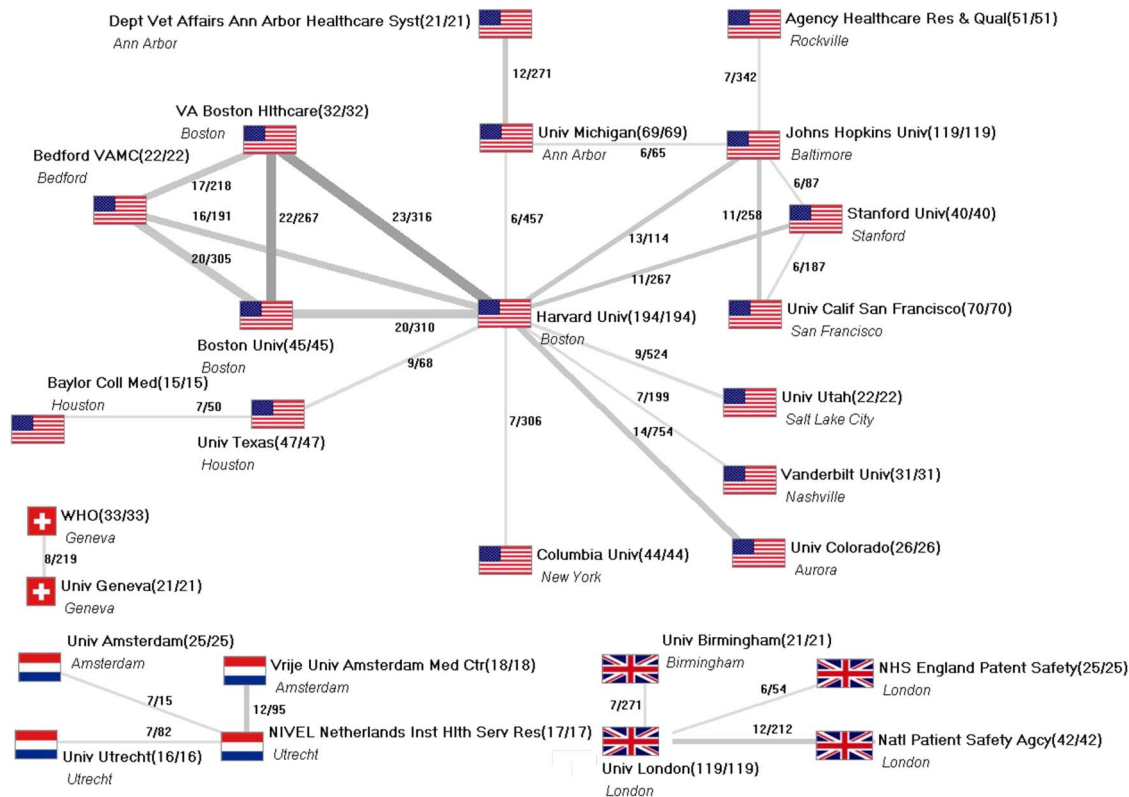 Dept Vet Affairs Ann Arbor Healthcare Syst(21/21)
Ann Arbor
Agency Healthcare Res & Qual(51/51)
Rockville
12/271
7/342
VA Boston Hlthcare(32/32)
Boston
Univ Michigan(69/69)
Ann Arbor
6/65
Johns Hopkins Univ(119/119)
Baltimore
Bedford VAMC(22/22)
Bedford
17/218
6/87
16/191
22/267
23/316
6/457
11/258
Stanford Univ(40/40)
Stanford
13/114
20/305
11/267
6/187
Harvard Univ(194/194)
Boston
Univ Calif San Francisco(70/70)
San Francisco
20/310
Boston Univ(45/45)
Boston
9/68
9/524
Baylor Coll Med(15/15)
Houston
7/50
7/199
Univ Utah(22/22)
Salt Lake City
7/306
14/754
Univ Texas(47/47)
Houston
Vanderbilt Univ(31/31)
Nashville
WHO(33/33)
Geneva
8/219
Columbia Univ(44/44)
New York
Univ Colorado(26/26)
Aurora
Univ Geneva(21/21)
Geneva
Univ Amsterdam(25/25)
Amsterdam
Vrije Univ Amsterdam Med Ctr(18/18)
Amsterdam
Univ Birmingham(21/21)
Birmingham
NHS England Patent Safety(25/25)
London
7/15
12/95
7/271
6/54
7/82
NIVEL Netherlands Inst Hlth Serv Res(17/17)
Utrecht
12/212
Natl Patient Safety Agcy(42/42)
London
Univ Utrecht(16/16)
Utrecht
Univ London(119/119)
London